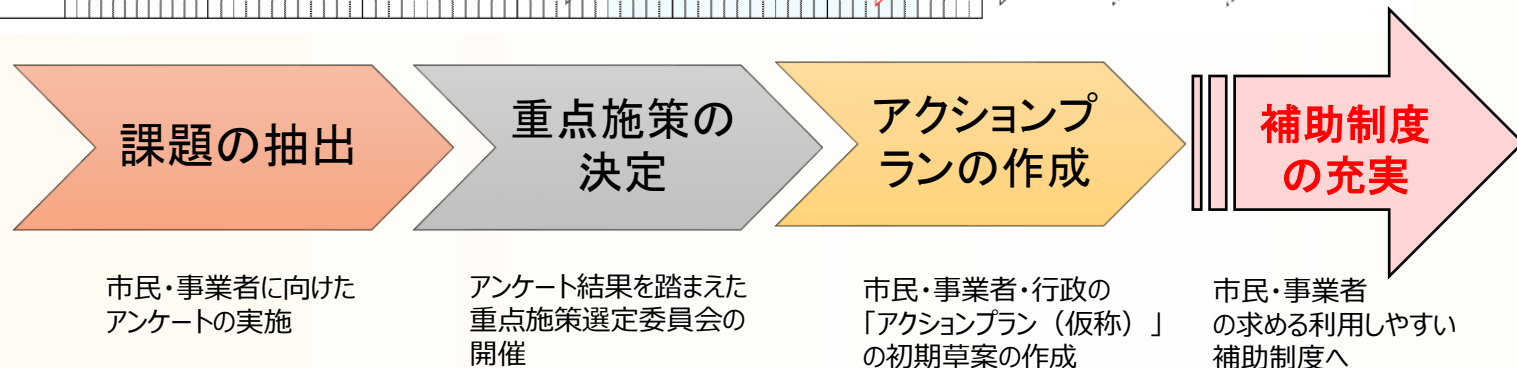 課題の抽出
重点施策の
決定
アクションプ
ランの作成
補助制度
の充実
市民・事業者に向けた
アンケートの実施
アンケート結果を踏まえた
重点施策選定委員会の
開催
市民・事業者・行政の
「アクションプラン（仮称）」
の初期草案の作成
市民・事業者
の求める利用しやすい
補助制度へ